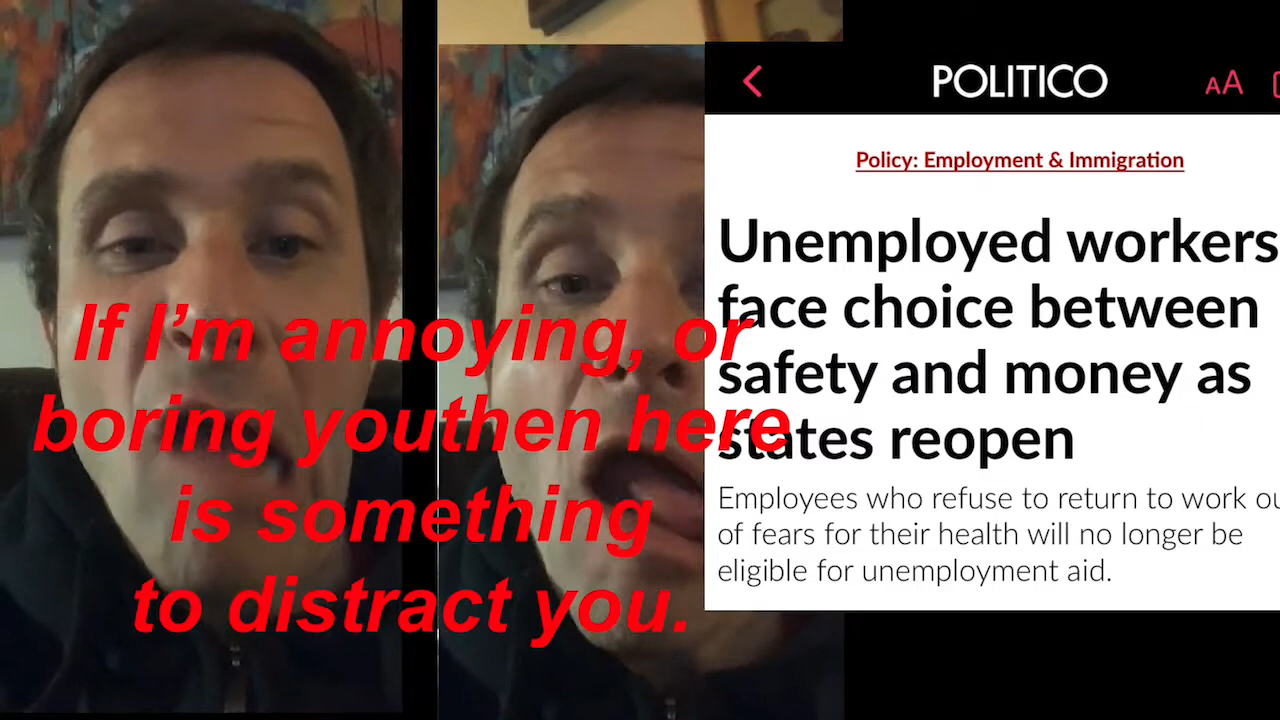 If I’m annoying, or
boring youthen here
is something
to distract you.
POLITICO
AA
Policy: Employment & Immigration
Unemployed workers
face choice between
safety and money as
states reopen
Employees who refuse to return to work
of fears for their health will no longer be
eligible for unemployment aid.